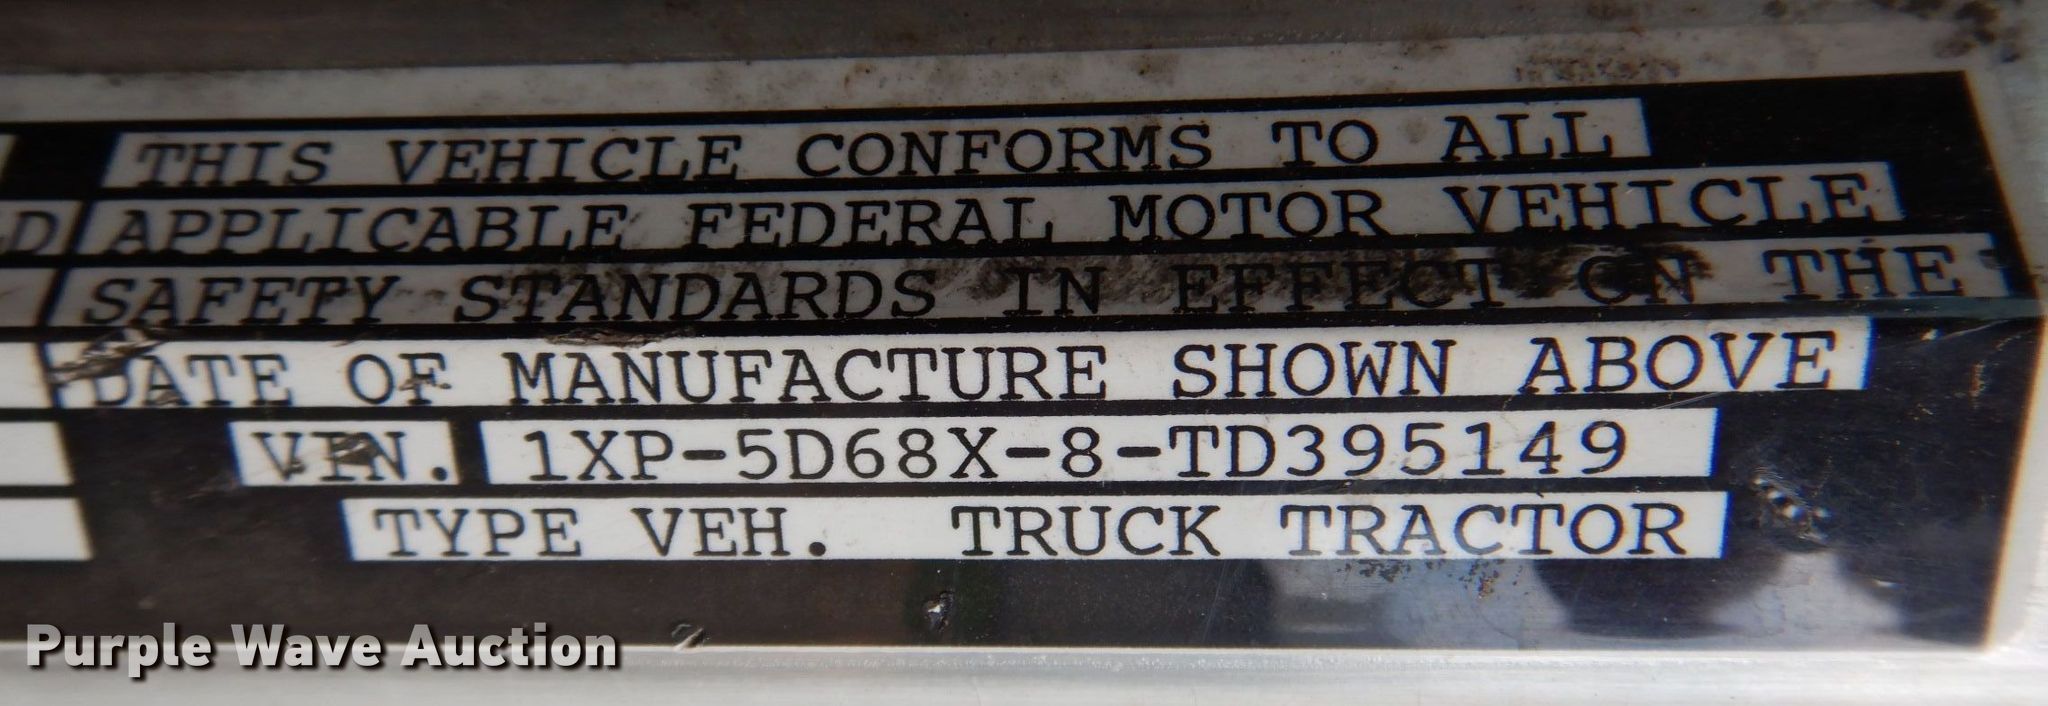 THIS VEHICLE CONFORMS TO ALL
LD APPLICABLE FEDERAL MOTOR VEHICLE
SAFETY STANDARDS IN EFFECT ON THE
DATE OF MANUFACTURE SHOWN ABOVE
VIN. 1XP-5D68X-8-TD395149
TYPE VEH. TRUCK TRACTOR
Purple Wave Auction